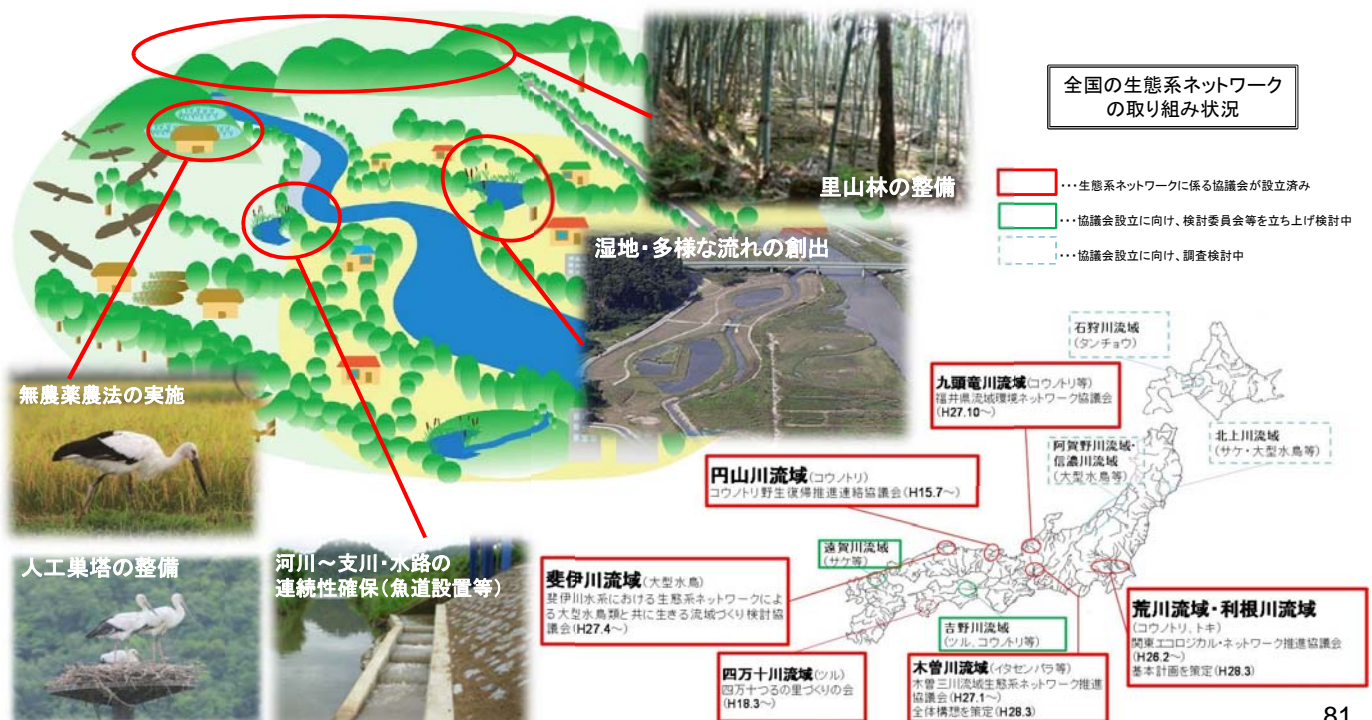 里山林の整備
湿地・多様な流れの創出
無農薬農法の実施
人工巣塔の整備
河川～支川・水路の
連続性確保(魚道設置等)
全国の生態系ネットワーク
の取り組み状況
･･･生態系ネットワークに係る協議会が設立済み
･･･協議会設立に向け、検討委員会等を立ち上げ検討中
･･･協議会設立に向け、調査検討中
石狩川流域
(タンチョウ)
九頭竜川流域(コウノトリ等)
福井県流域環境ネットワーク協議会
(H27.10～)
北上川流域
(サケ・大型水鳥等)
阿賀野川流域・
信濃川流域
(大型水鳥等)
円山川流域(コウノトリ)
コウノトリ野生復帰推進連絡協議会(H15.7～)
遠賀川流域
(サケ等)
斐伊川流域(大型水鳥)
斐伊川水系における生態系ネットワークによ
る大型水鳥類と共に生きる流域づくり検討協
議会(H27.4～)
吉野川流域
(ツル、コウノトリ等)
四万十川流域(ツル)
四万十つるの里づくりの会
(H18.3～)
木曽川流域(イタセンパラ等)
木曽三川流域生態系ネットワーク推進
協議会(H27.1～)
全体構想を策定(H28.3)
荒川流域・利根川流域
(コウノトリ、トキ)
関東エコロジカル・ネットワーク推進協議会
(H26.2～)
基本計画を策定(H28.3)
81